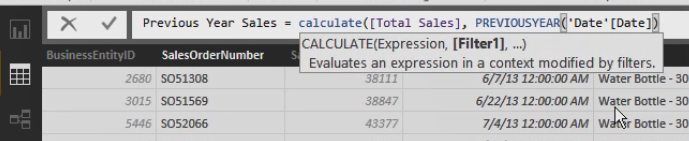 Previous Year Sales = calculate([Total Sales], PREVIOUSYEAR('Date'[Date])
CALCULATE(Expression, [Filter1], ...)
Evaluates an expression in a context modified by filters.
BusinessEntityID SalesOrderNumber
2680 SO51308 38111 6/7/13 12:00:00 AM Water Bottle - 30
3015 SO51569 38847 6/22/13 12:00:00 AM Water Bottle - 30
5446 SO52066 43377 7/4/13 12:00:00 AM Water Bottle - 30